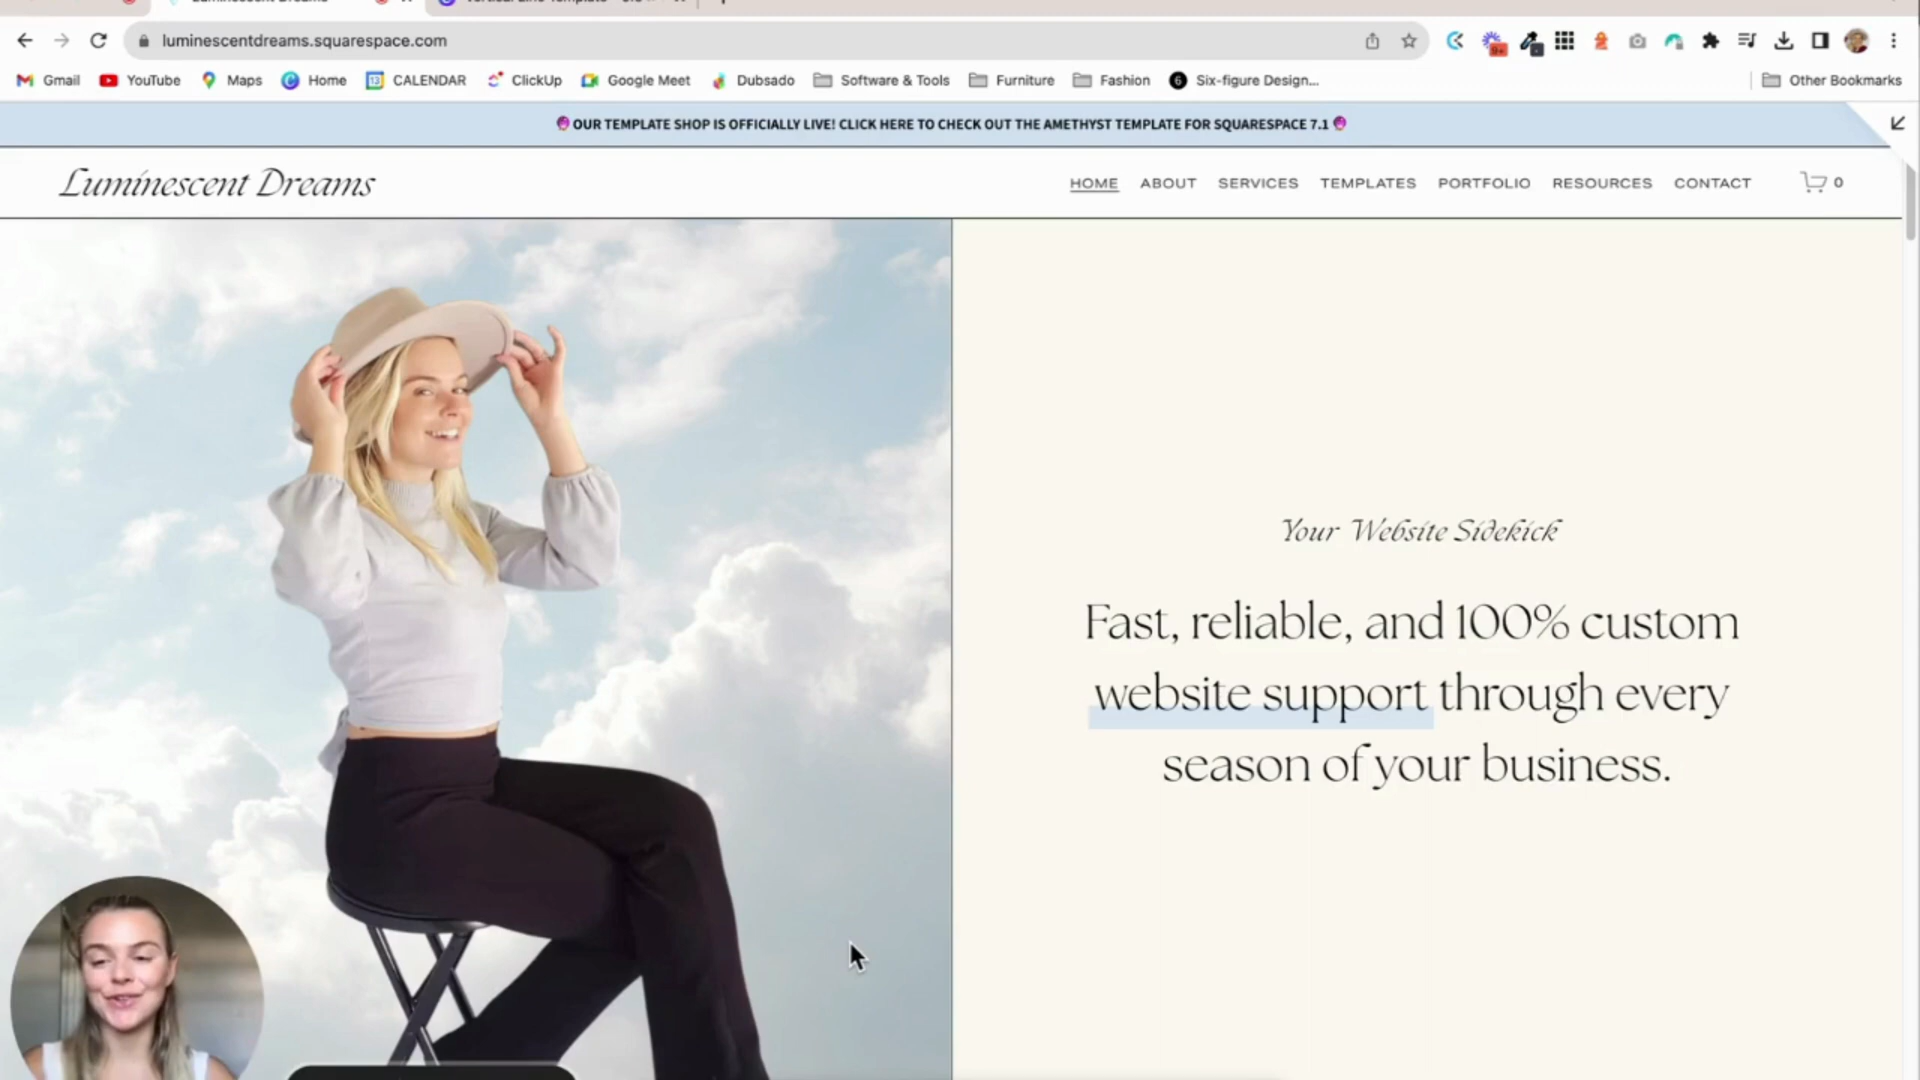 luminescentdreams.squarespace.com
Gmail YouTube Maps Home CALENDAR ClickUp Google Meet Dubsado Software & Tools Furniture Fashion Six-figure Design... Other Bookmarks
OUR TEMPLATE SHOP IS OFFICIALLY LIVE! CLICK HERE TO CHECK OUT THE AMETHYST TEMPLATE FOR SQUARESPACE 7.1
Luminescent Dreams
HOME ABOUT SERVICES TEMPLATES PORTFOLIO RESOURCES CONTACT 0
Your Website Sidekick
Fast, reliable, and 100% custom
website support through every
season of your business.